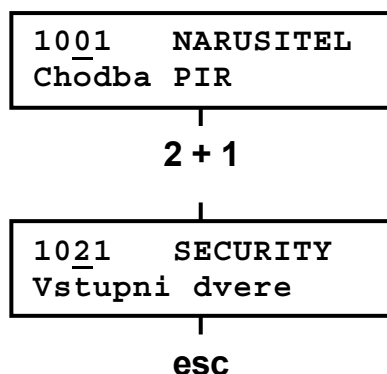 1001 NARUSITEL
Chodba PIR
2 + 1
1021 SECURITY
Vstupni dvere
esc